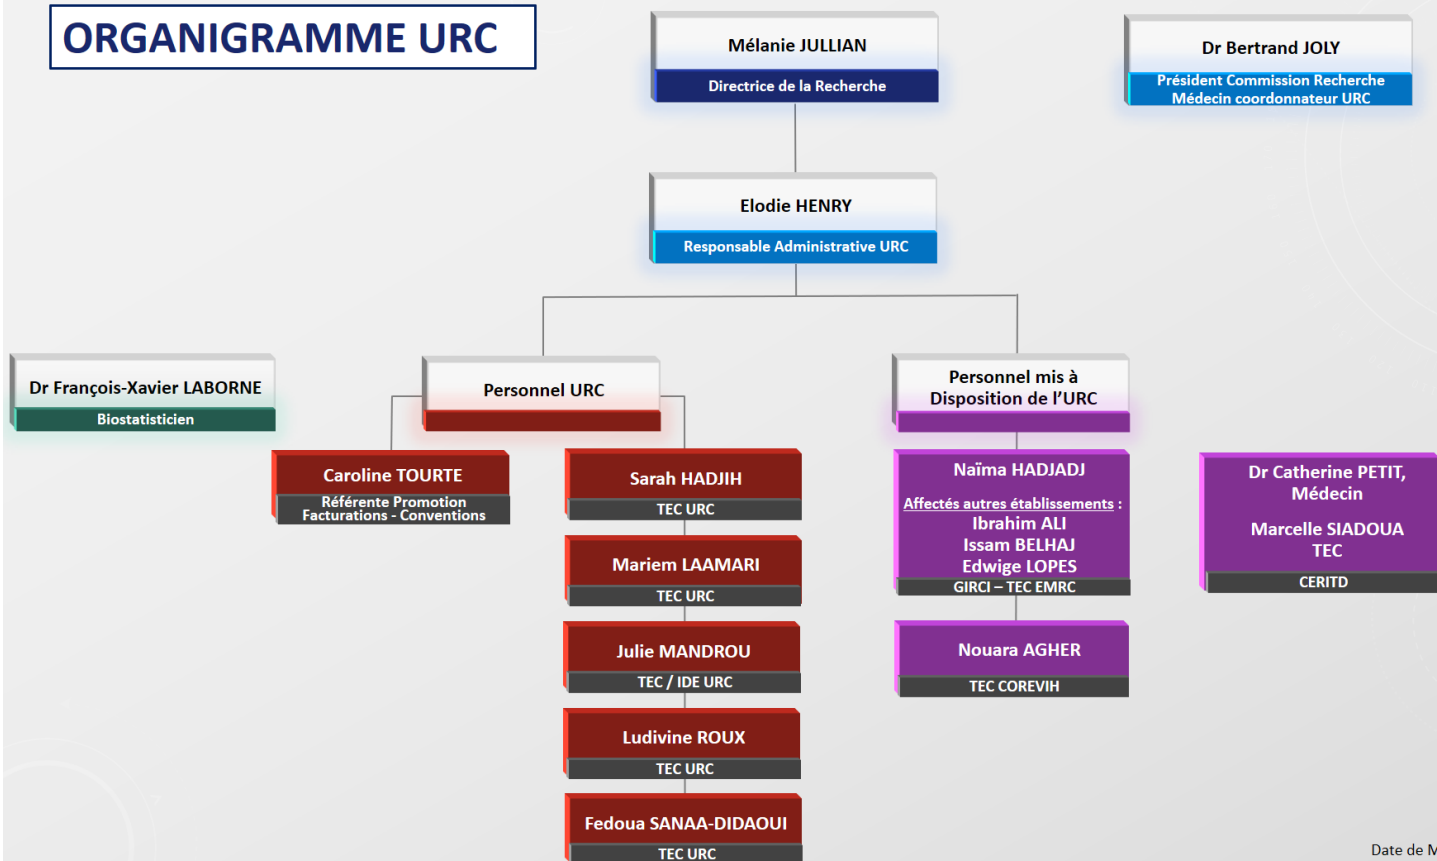 ORGANIGRAMME URC
Mélanie JULLIAN
Directrice de la Recherche
Dr Bertrand JOLY
Président Commission Recherche
Médecin coordonnateur URC
Elodie HENRY
Responsable Administrative URC
Dr François-Xavier LABORNE
Biostatisticien
Personnel URC
Personnel mis à
Disposition de l'URC
Caroline TOURTE
Référente Promotion
Facturations - Conventions
Sarah HADJIH
TEC URC
Mariem LAAMARI
TEC URC
Julie MANDROU
TEC / IDE URC
Ludivine ROUX
TEC URC
Fedoua SANAA-DIDAOUI
TEC URC
Naïma HADJADJ
Affectés autres établissements :
Ibrahim ALI
Issam BELHAJ
Edwige LOPES
GIRCI – TEC EMRC
Nouara AGHER
TEC COREVIH
Dr Catherine PETIT,
Médecin
Marcelle SIADOUA
TEC
CERITD
Date de M